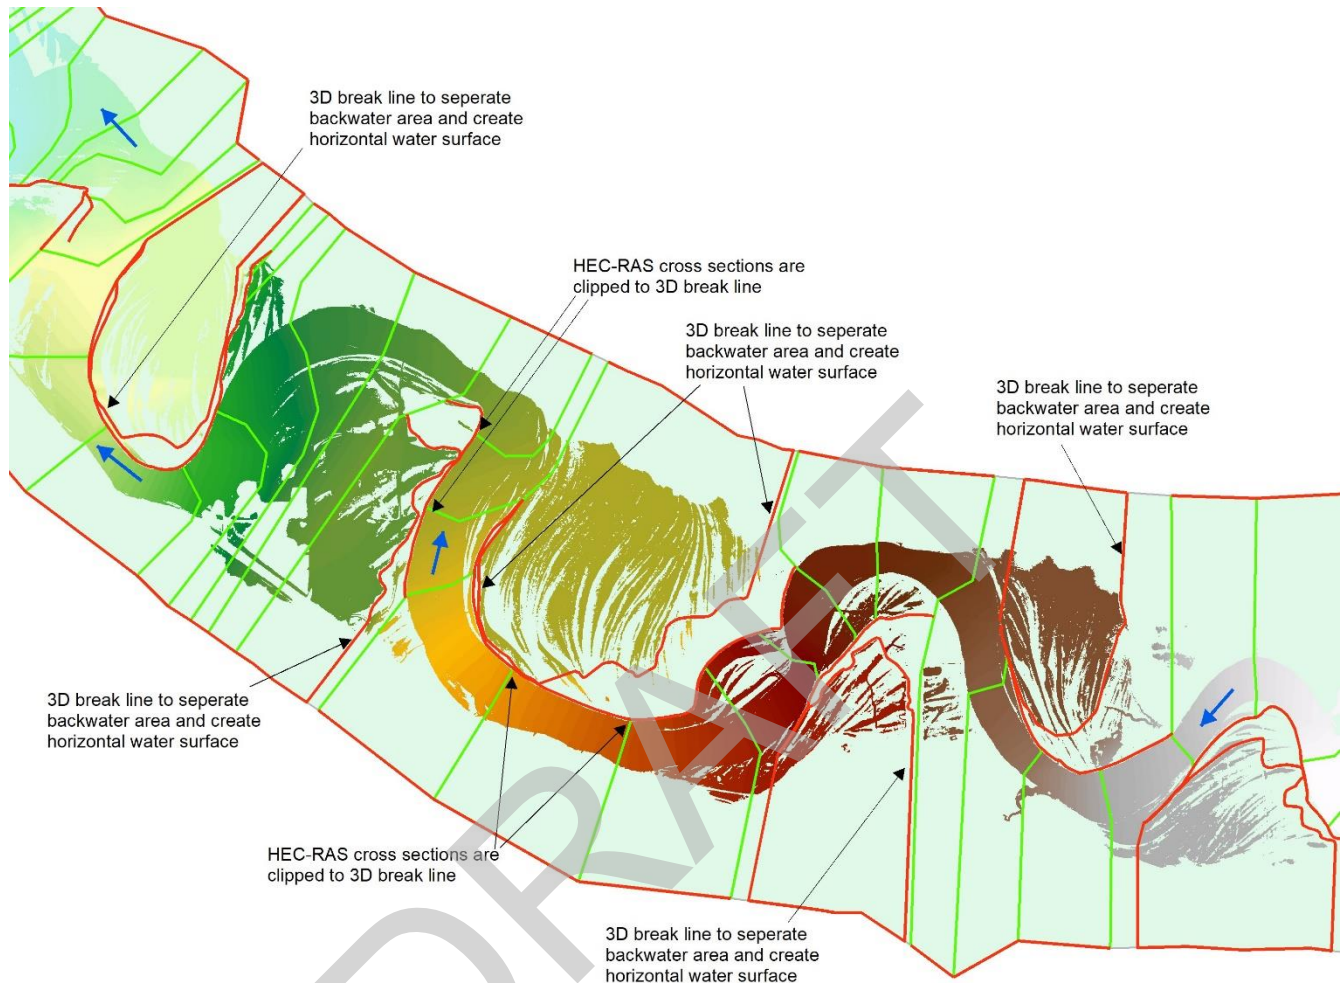 3D break line to seperate
backwater area and create
horizontal water surface
HEC-RAS cross sections are
clipped to 3D break line
3D break line to seperate
backwater area and create
horizontal water surface
3D break line to seperate
backwater area and create
horizontal water surface
3D break line to seperate
backwater area and create
horizontal water surface
HEC-RAS cross sections are
clipped to 3D break line
3D break line to seperate
backwater area and create
horizontal water surface
DRAFT